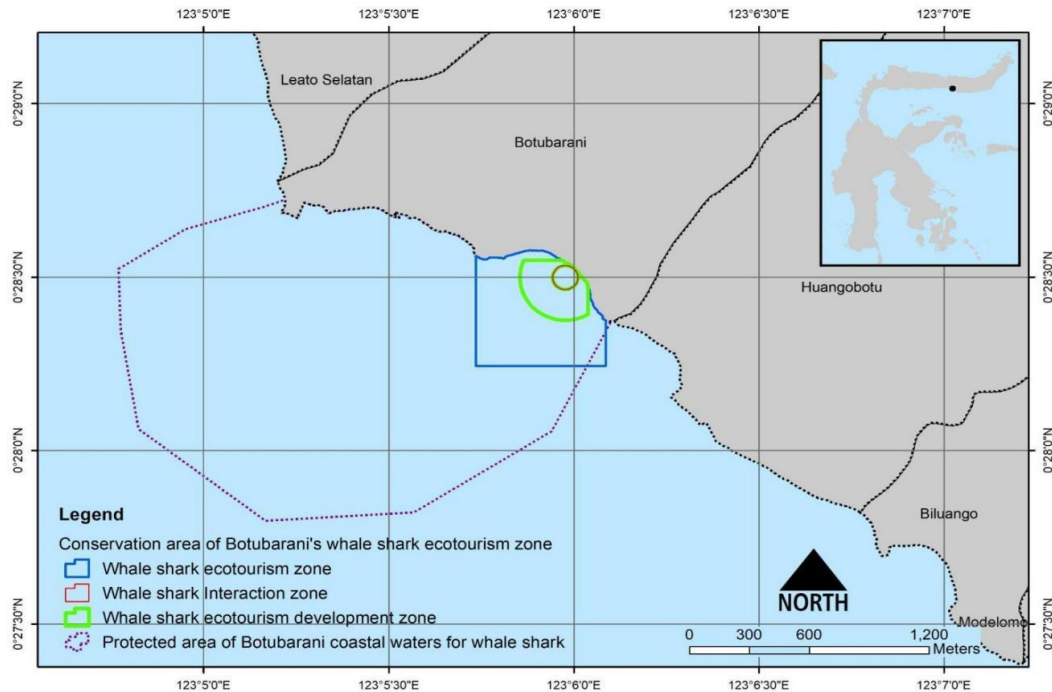 123°5'0"E 123°5'30"E 123°6'0"E 123°6'30"E 123°7'0"E
Leato Selatan
0°29'0"N 0°29'0"N
Botubarani
0°28'30"N 0°28'30"N
Huangobotu
0°28'0"N 0°28'0"N
Legend
Biluango
Conservation area of Botubarani's whale shark ecotourism zone
Whale shark ecotourism zone
Whale shark Interaction zone
NORTH
Whale shark ecotourism development zone
0°27'30"N 0°27'30"N
Modelomo
Protected area of Botubarani coastal waters for whale shark
0 300 600 1,200
Meters
123°5'0"E 123°5'30"E 123°6'0"E 123°6'30"E 123°7'0"E